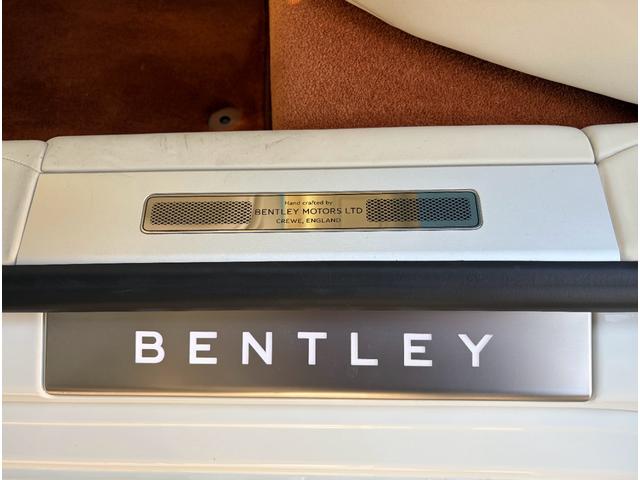 Hand crafted by
BENTLEY MOTORS LTD
CREWE, ENGLAND
BENTLEY